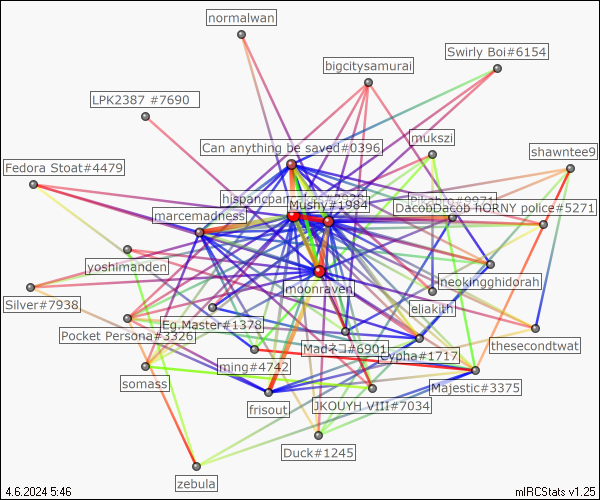 normalwan
Swirly Boi#6154
bigcitysamurai
LPK2387 #7690
mukszi
Can anything be saved#0396
shawntee9
Fedora Stoat#4479
hispanicpan
Mushy#1984
DacobDacob hORNY police#5271
marcemadness
yoshimanden
neokingghidorah
moonraven
eliakith
Silver#7938
Eg.Master#1378
Pocket Persona#3326
Madネコ#6901
Cypha#1717
thesecondtwat
ming#4742
somass
Majestic#3375
frisout
JKOUYH VIII#7034
Duck#1245
zebula
4.6.2024 5:46
mIRCStats v1.25